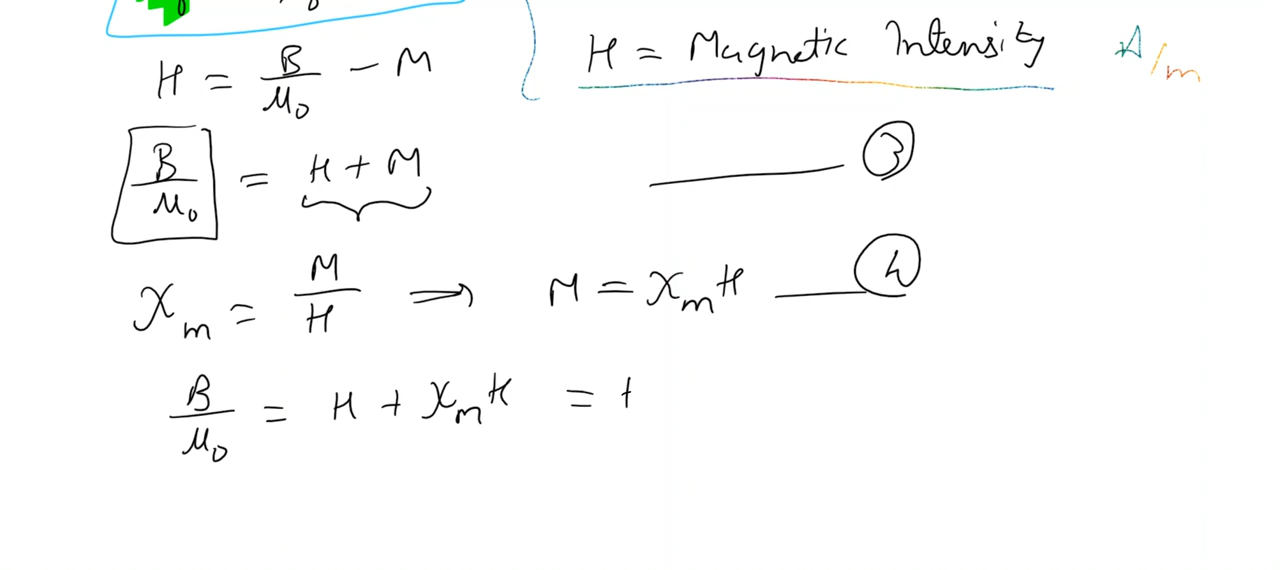 H = B/μ₀ − M
H = Magnetic Intensity A/m
B/μ₀ = H + M ——— ③
χₘ = M/H ⟹ M = χₘH ——— ④
B/μ₀ = H + χₘH =